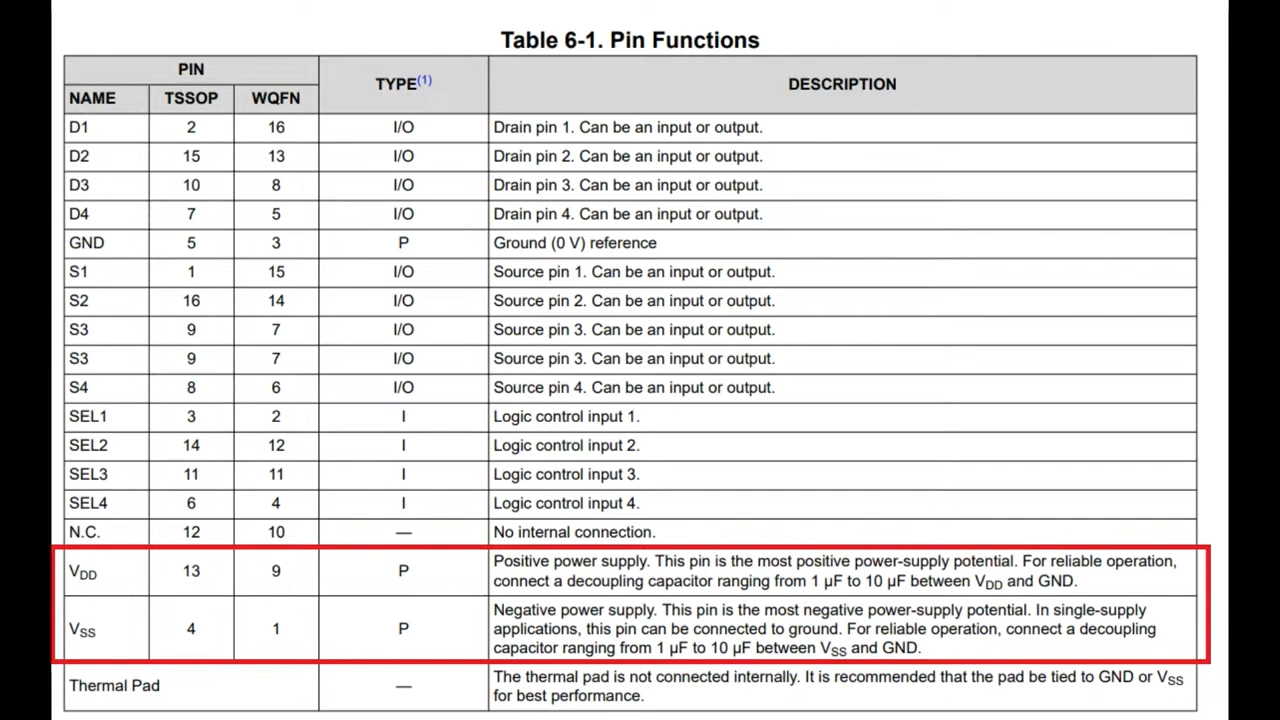 Table 6-1. Pin Functions
PIN
TYPE(1)
DESCRIPTION
NAME TSSOP WQFN
D1 2 16 I/O Drain pin 1. Can be an input or output.
D2 15 13 I/O Drain pin 2. Can be an input or output.
D3 10 8 I/O Drain pin 3. Can be an input or output.
D4 7 5 I/O Drain pin 4. Can be an input or output.
GND 5 3 P Ground (0 V) reference
S1 1 15 I/O Source pin 1. Can be an input or output.
S2 16 14 I/O Source pin 2. Can be an input or output.
S3 9 7 I/O Source pin 3. Can be an input or output.
S3 9 7 I/O Source pin 3. Can be an input or output.
S4 8 6 I/O Source pin 4. Can be an input or output.
SEL1 3 2 I Logic control input 1.
SEL2 14 12 I Logic control input 2.
SEL3 11 11 I Logic control input 3.
SEL4 6 4 I Logic control input 4.
N.C. 12 10 — No internal connection.
VDD 13 9 P Positive power supply. This pin is the most positive power-supply potential. For reliable operation,
connect a decoupling capacitor ranging from 1 µF to 10 µF between VDD and GND.
VSS 4 1 P Negative power supply. This pin is the most negative power-supply potential. In single-supply
applications, this pin can be connected to ground. For reliable operation, connect a decoupling
capacitor ranging from 1 µF to 10 µF between VSS and GND.
Thermal Pad — The thermal pad is not connected internally. It is recommended that the pad be tied to GND or VSS
for best performance.